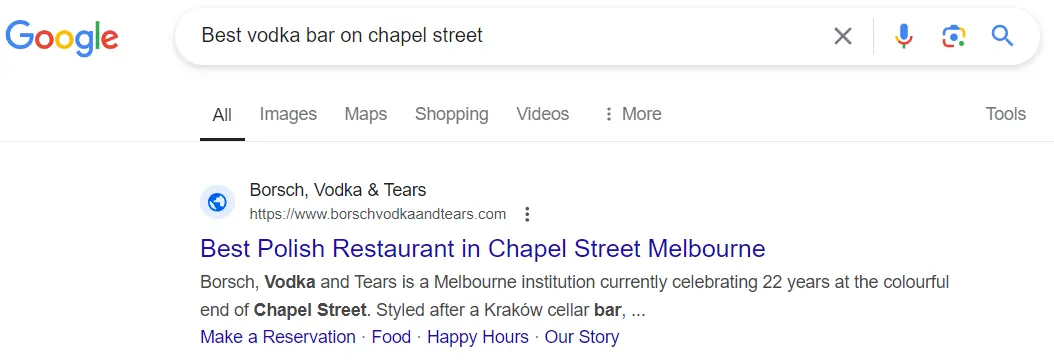 Google
Best vodka bar on chapel street
All Images Maps Shopping Videos More Tools
Borsch, Vodka & Tears
https://www.borschvodkaandtears.com
Best Polish Restaurant in Chapel Street Melbourne
Borsch, Vodka and Tears is a Melbourne institution currently celebrating 22 years at the colourful
end of Chapel Street. Styled after a Kraków cellar bar, ...
Make a Reservation · Food · Happy Hours · Our Story